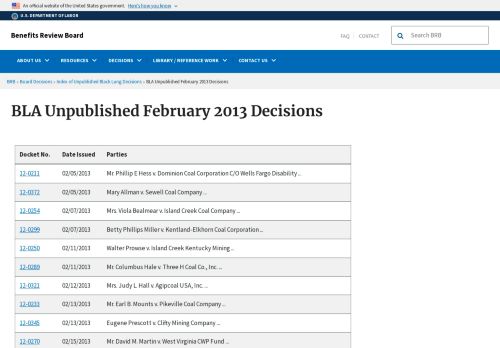 An official website of the United States government. Here's how you know
U.S. DEPARTMENT OF LABOR
Benefits Review Board
FAQ CONTACT
Search BRB
ABOUT US RESOURCES DECISIONS LIBRARY / REFERENCE WORK CONTACT US
BRB » Board Decisions » Index of Unpublished Black Lung Decisions » BLA Unpublished February 2013 Decisions
BLA Unpublished February 2013 Decisions
Docket No. Date Issued Parties
12-0211 02/05/2013 Mr. Phillip E Hess v. Dominion Coal Corporation C/O Wells Fargo Disability...
12-0372 02/05/2013 Mary Allman v. Sewell Coal Company...
12-0254 02/07/2013 Mrs. Viola Bealmear v. Island Creek Coal Company...
12-0299 02/07/2013 Betty Phillips Miller v. Kentland-Elkhorn Coal Corporation...
12-0250 02/11/2013 Walter Prowse v. Island Creek Kentucky Mining...
12-0289 02/11/2013 Mr. Columbus Hale v. Three H Coal Co., Inc. ...
12-0321 02/12/2013 Mrs. Judy L. Hall v. Agipcoal USA, Inc. ...
12-0233 02/13/2013 Mr. Earl B. Mounts v. Pikeville Coal Company...
12-0345 02/13/2013 Eugene Prescott v. Clifty Mining Company ...
12-0270 02/15/2013 Mr. David M. Martin v. West Virginia CWP Fund ...